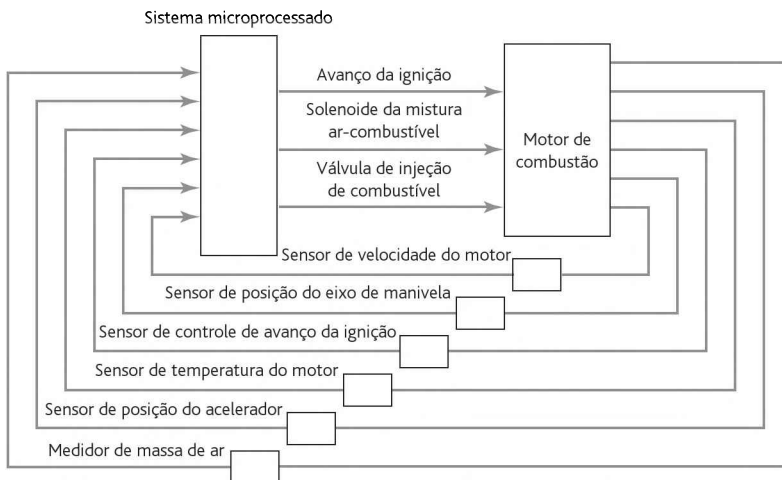 Sistema microprocessado
Avanço da ignição
Solenoide da mistura
ar-combustível
Válvula de injeção
de combustível
Motor de
combustão
Sensor de velocidade do motor
Sensor de posição do eixo de manivela
Sensor de controle de avanço da ignição
Sensor de temperatura do motor
Sensor de posição do acelerador
Medidor de massa de ar